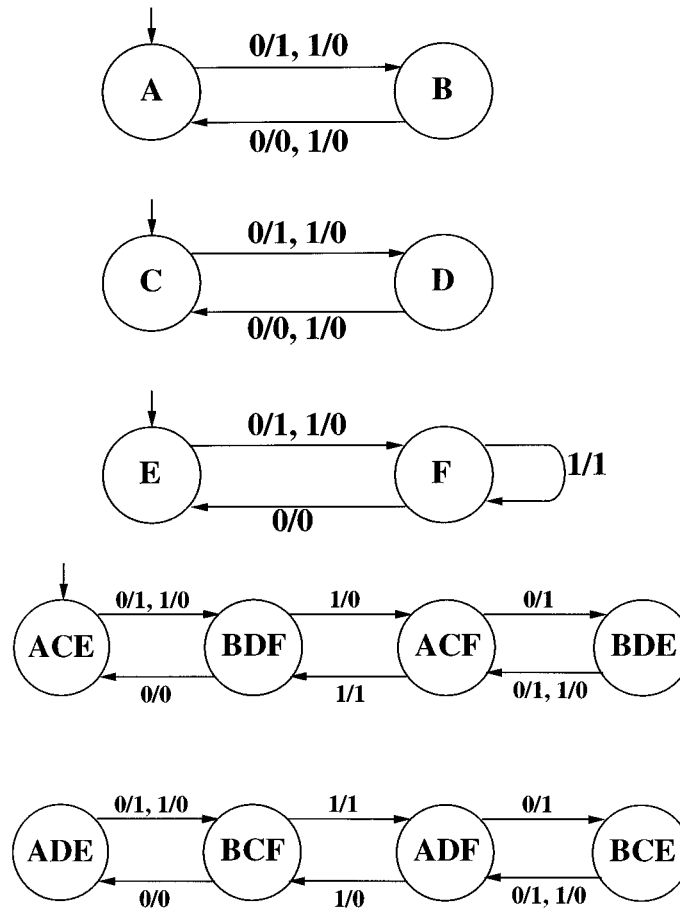 0/1, 1/0
A B
0/0, 1/0
0/1, 1/0
C D
0/0, 1/0
0/1, 1/0
E F 1/1
0/0
0/1, 1/0 1/0 0/1
ACE BDF ACF BDE
0/0 1/1 0/1, 1/0
0/1, 1/0 1/1 0/1
ADE BCF ADF BCE
0/0 1/0 0/1, 1/0